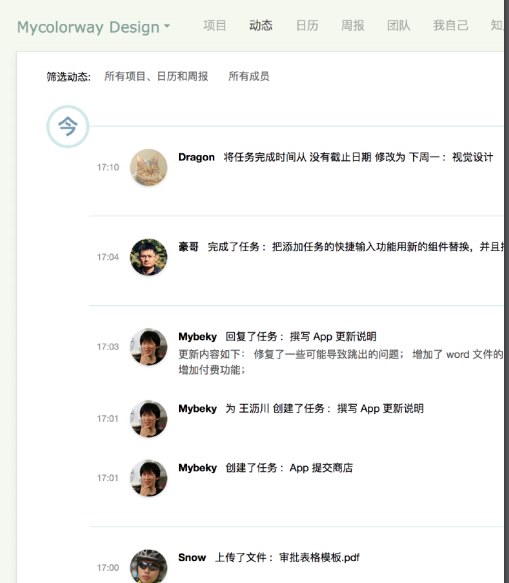 Mycolorway Design 项目 动态 日历 周报 团队 我自己
筛选动态: 所有项目、日历和周报 所有成员
今
17:10 Dragon 将任务完成时间从 没有截止日期 修改为 下周一 : 视觉设计
17:04 豪哥 完成了任务 : 把添加任务的快捷输入功能用新的组件替换，并且
17:03 Mybeky 回复了任务 : 撰写 App 更新说明
更新内容如下： 修复了一些可能导致跳出的问题； 增加了 word 文件的
增加付费功能；
17:01 Mybeky 为 王沥川 创建了任务 : 撰写 App 更新说明
17:01 Mybeky 创建了任务 : App 提交商店
17:00 Snow 上传了文件 : 审批表格模板.pdf